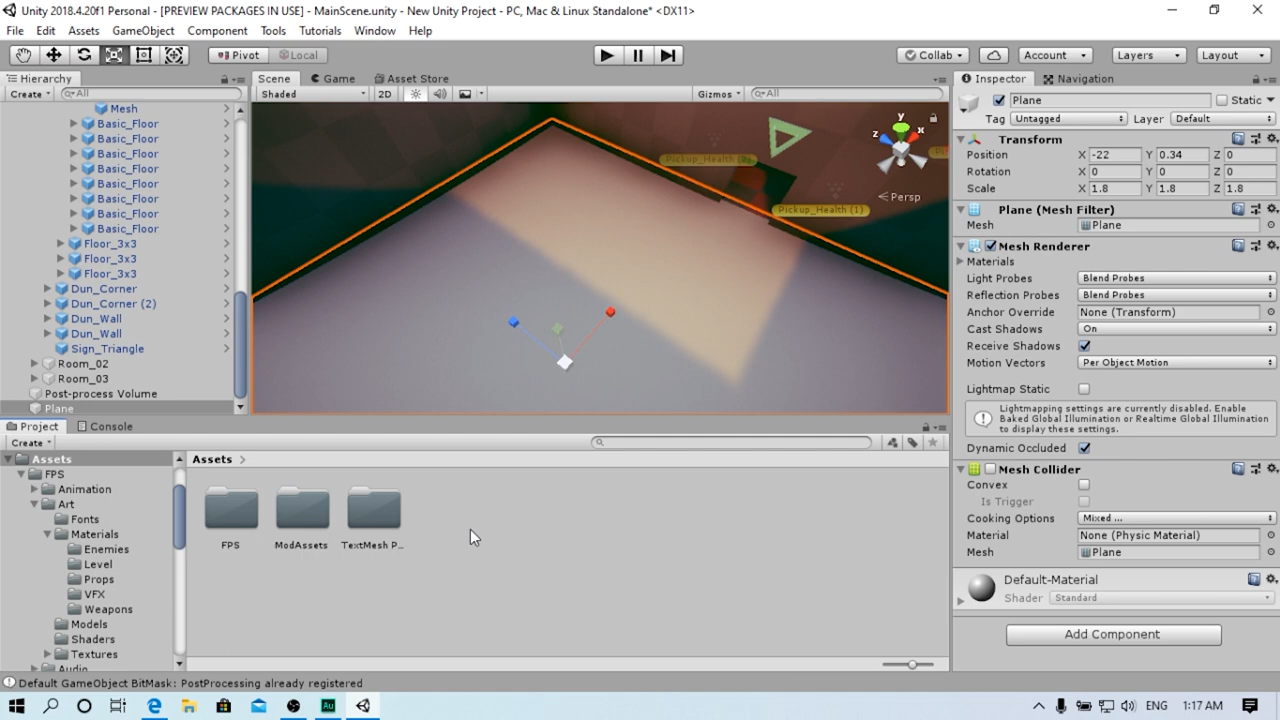 Unity 2018.4.20f1 Personal - [PREVIEW PACKAGES IN USE] - MainScene.unity - New Unity Project - PC, Mac & Linux Standalone* <DX11>
File Edit Assets GameObject Component Tools Tutorials Window Help
Pivot Local Collab Account Layers Layout
Hierarchy
Create All
Mesh
Basic_Floor
Basic_Floor
Basic_Floor
Basic_Floor
Basic_Floor
Basic_Floor
Basic_Floor
Basic_Floor
Floor_3x3
Floor_3x3
Floor_3x3
Dun_Corner
Dun_Corner (2)
Dun_Wall
Dun_Wall
Sign_Triangle
Room_02
Room_03
Post-process Volume
Plane
Scene Game Asset Store
Shaded 2D Gizmos All
Pickup_Health (2)
Pickup_Health (1)
y
z x
Persp
Inspector Navigation
Plane Static
Tag Untagged Layer Default
Transform
Position X -22 Y 0.34 Z 0
Rotation X 0 Y 0 Z 0
Scale X 1.8 Y 1.8 Z 1.8
Plane (Mesh Filter)
Mesh Plane
Mesh Renderer
Materials
Light Probes Blend Probes
Reflection Probes Blend Probes
Anchor Override None (Transform)
Cast Shadows On
Receive Shadows
Motion Vectors Per Object Motion
Lightmap Static
Lightmapping settings are currently disabled. Enable
Baked Global Illumination or Realtime Global Illumination
to display these settings.
Dynamic Occluded
Mesh Collider
Convex
Is Trigger
Cooking Options Mixed ...
Material None (Physic Material)
Mesh Plane
Default-Material
Shader Standard
Add Component
Project Console
Create
Assets
FPS
Animation
Art
Fonts
Materials
Enemies
Level
Props
VFX
Weapons
Models
Shaders
Textures
Audio
Assets
FPS ModAssets TextMesh P...
Default GameObject BitMask: PostProcessing already registered
Au
ENG 1:17 AM